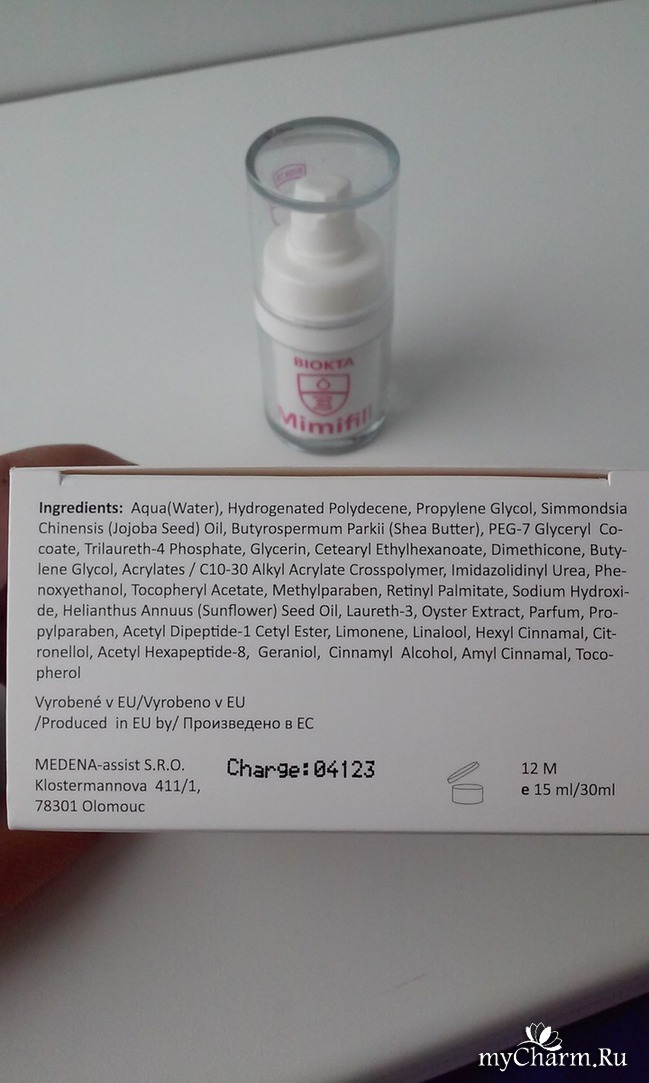 BIOKTA
Mimifill
Ingredients: Aqua(Water), Hydrogenated Polydecene, Propylene Glycol, Simmondsia
Chinensis (Jojoba Seed) Oil, Butyrospermum Parkii (Shea Butter), PEG-7 Glyceryl Co-
coate, Trilaureth-4 Phosphate, Glycerin, Cetearyl Ethylhexanoate, Dimethicone, Buty-
lene Glycol, Acrylates / C10-30 Alkyl Acrylate Crosspolymer, Imidazolidinyl Urea, Phe-
noxyethanol, Tocopheryl Acetate, Methylparaben, Retinyl Palmitate, Sodium Hydroxi-
de, Helianthus Annuus (Sunflower) Seed Oil, Laureth-3, Oyster Extract, Parfum, Pro-
pylparaben, Acetyl Dipeptide-1 Cetyl Ester, Limonene, Linalool, Hexyl Cinnamal, Cit-
ronellol, Acetyl Hexapeptide-8, Geraniol, Cinnamyl Alcohol, Amyl Cinnamal, Toco-
pherol
Vyrobené v EU/Vyrobeno v EU
/Produced in EU by/ Произведено в ЕС
MEDENA-assist S.R.O.
Klostermannova 411/1,
78301 Olomouc
Charge:04123
12 M
e 15 ml/30ml
myCharm.Ru